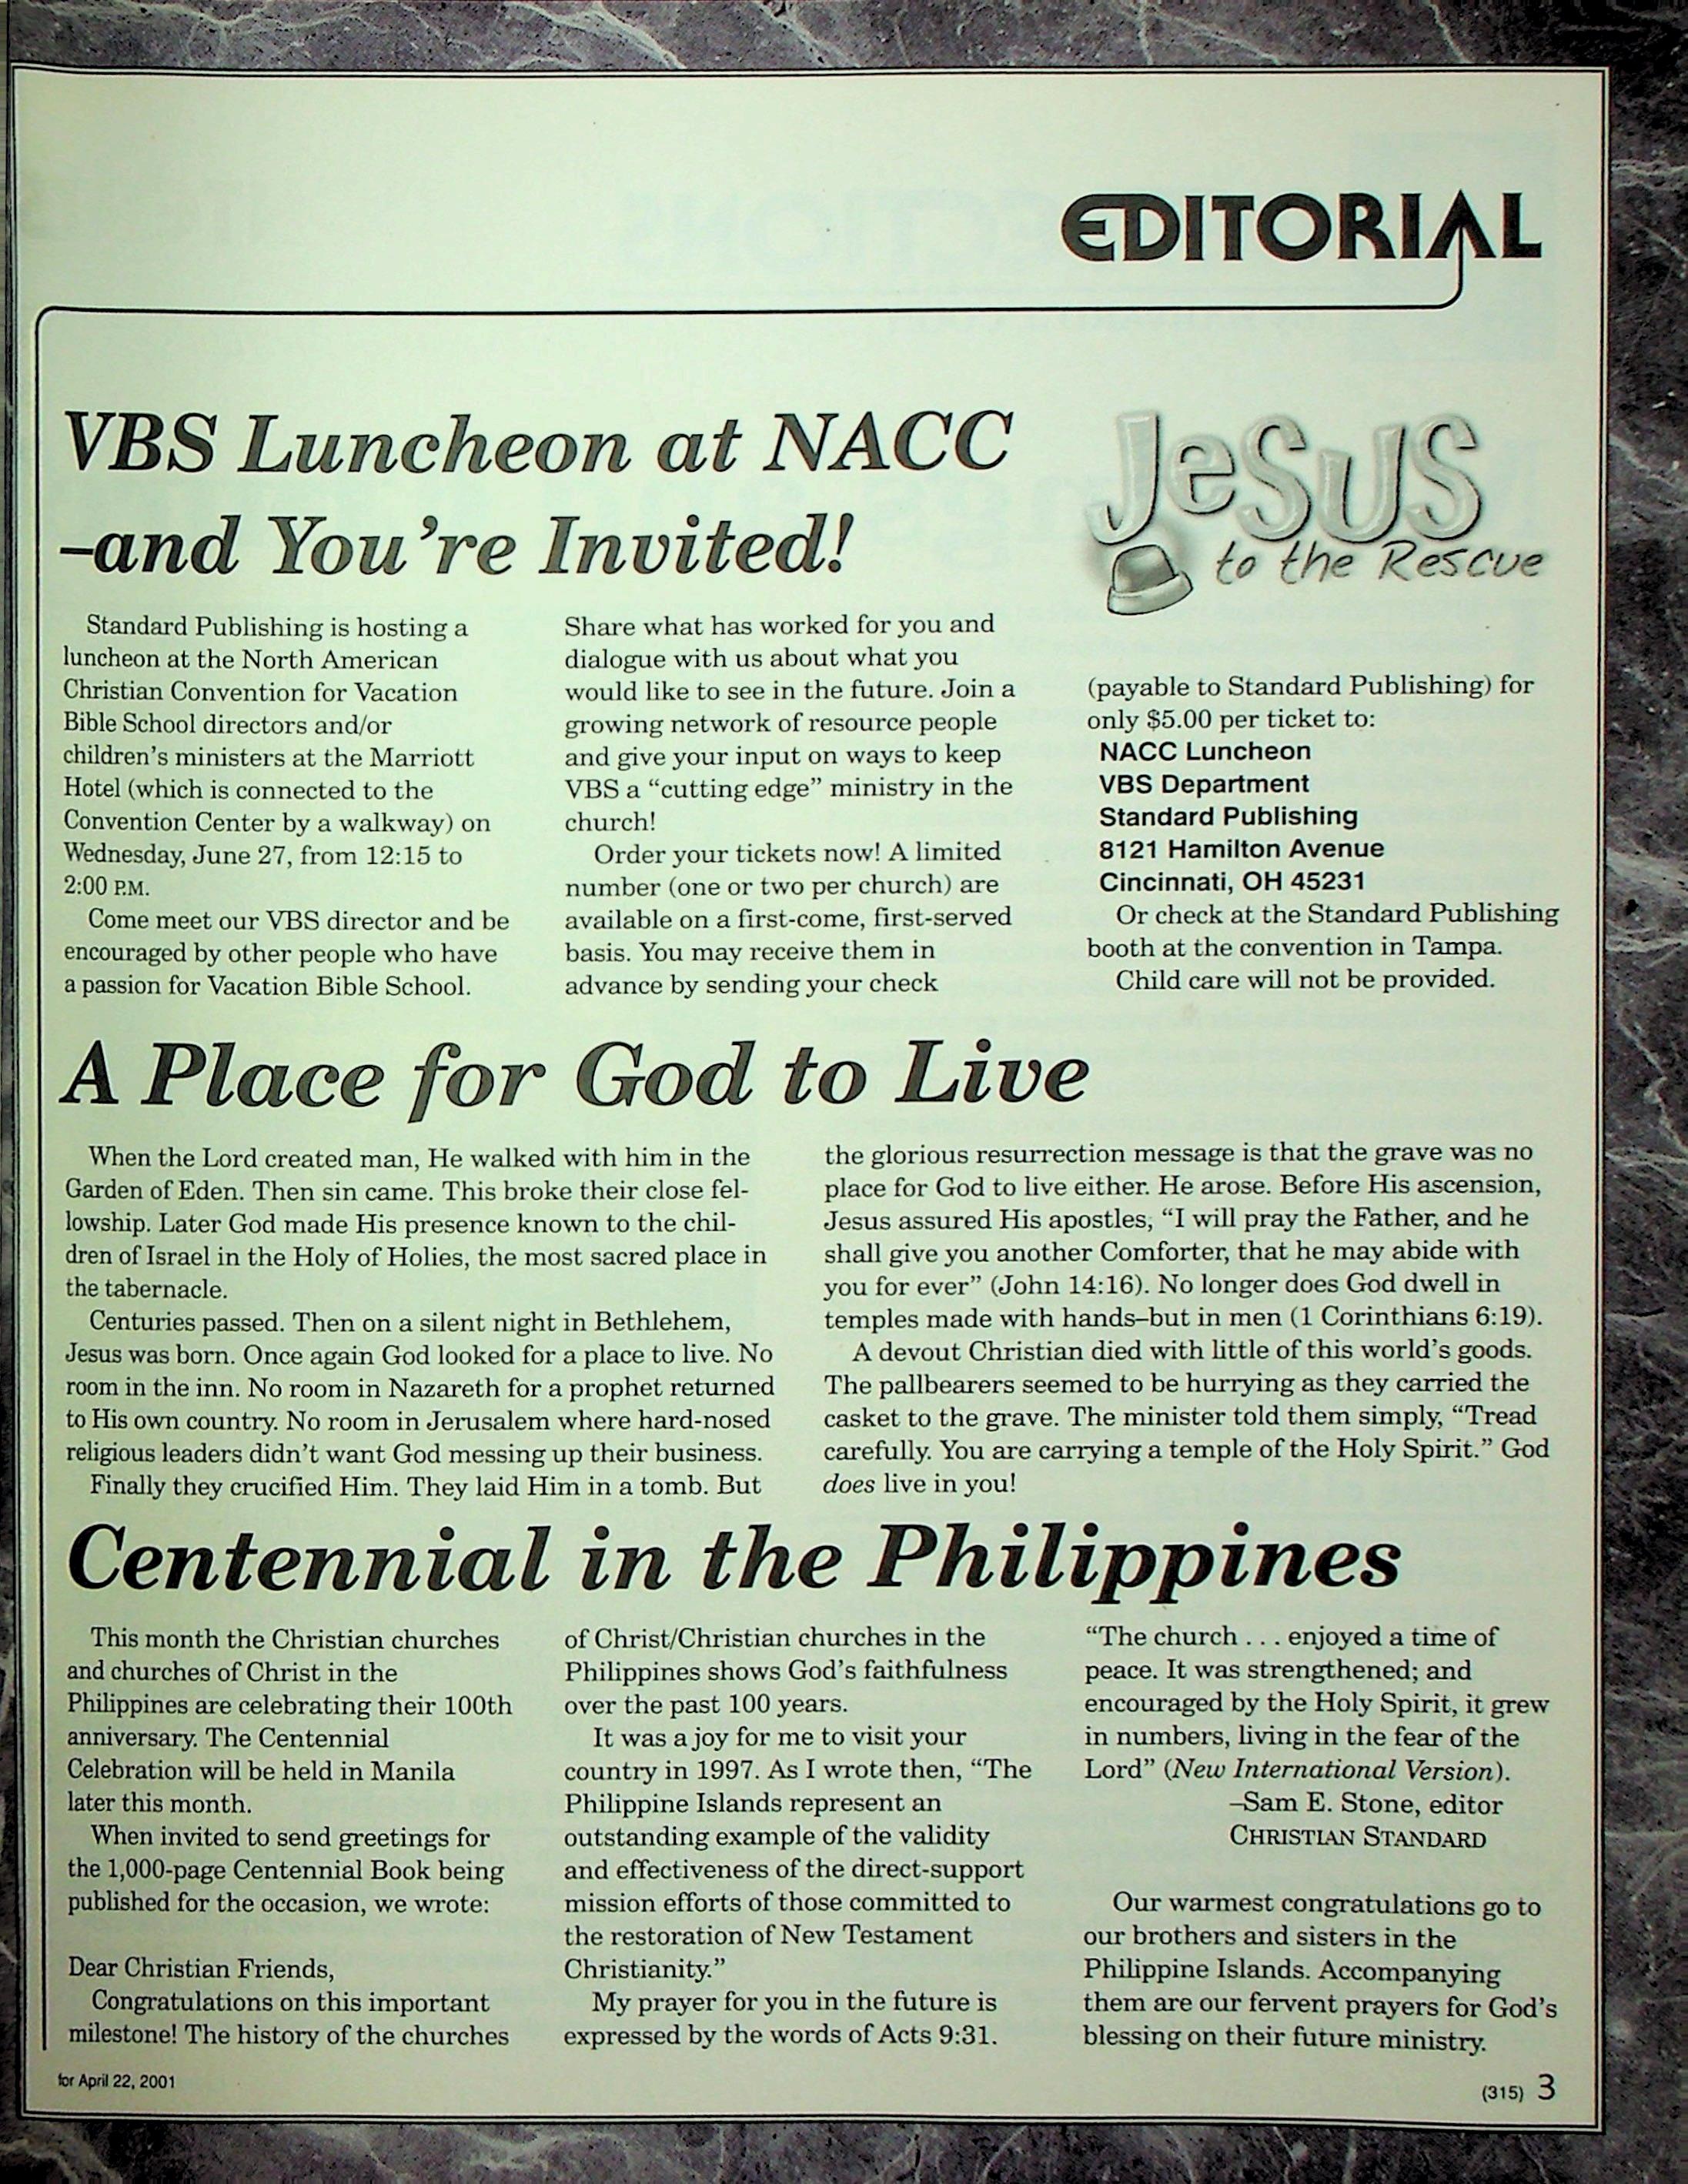 EDITORIAL
VBS Luncheon at NACC
–and You're Invited!
Jesus
to the Rescue
Standard Publishing is hosting a
luncheon at the North American
Christian Convention for Vacation
Bible School directors and/or
children's ministers at the Marriott
Hotel (which is connected to the
Convention Center by a walkway) on
Wednesday, June 27, from 12:15 to
2:00 P.M.
Come meet our VBS director and be
encouraged by other people who have
a passion for Vacation Bible School.
Share what has worked for you and
dialogue with us about what you
would like to see in the future. Join a
growing network of resource people
and give your input on ways to keep
VBS a “cutting edge” ministry in the
church!
Order your tickets now! A limited
number (one or two per church) are
available on a first-come, first-served
basis. You may receive them in
advance by sending your check
(payable to Standard Publishing) for
only $5.00 per ticket to:
NACC Luncheon
VBS Department
Standard Publishing
8121 Hamilton Avenue
Cincinnati, OH 45231
Or check at the Standard Publishing
booth at the convention in Tampa.
Child care will not be provided.
A Place for God to Live
When the Lord created man, He walked with him in the
Garden of Eden. Then sin came. This broke their close fel-
lowship. Later God made His presence known to the chil-
dren of Israel in the Holy of Holies, the most sacred place in
the tabernacle.
Centuries passed. Then on a silent night in Bethlehem,
Jesus was born. Once again God looked for a place to live. No
room in the inn. No room in Nazareth for a prophet returned
to His own country. No room in Jerusalem where hard-nosed
religious leaders didn't want God messing up their business.
Finally they crucified Him. They laid Him in a tomb. But
the glorious resurrection message is that the grave was no
place for God to live either. He arose. Before His ascension,
Jesus assured His apostles, “I will pray the Father, and he
shall give you another Comforter, that he may abide with
you for ever” (John 14:16). No longer does God dwell in
temples made with hands–but in men (1 Corinthians 6:19).
A devout Christian died with little of this world's goods.
The pallbearers seemed to be hurrying as they carried the
casket to the grave. The minister told them simply, “Tread
carefully. You are carrying a temple of the Holy Spirit.” God
does live in you!
Centennial in the Philippines
This month the Christian churches
and churches of Christ in the
Philippines are celebrating their 100th
anniversary. The Centennial
Celebration will be held in Manila
later this month.
When invited to send greetings for
the 1,000-page Centennial Book being
published for the occasion, we wrote:
Dear Christian Friends,
Congratulations on this important
milestone! The history of the churches
of Christ/Christian churches in the
Philippines shows God's faithfulness
over the past 100 years.
It was a joy for me to visit your
country in 1997. As I wrote then, “The
Philippine Islands represent an
outstanding example of the validity
and effectiveness of the direct-support
mission efforts of those committed to
the restoration of New Testament
Christianity.”
My prayer for you in the future is
expressed by the words of Acts 9:31.
“The church . . . enjoyed a time of
peace. It was strengthened; and
encouraged by the Holy Spirit, it grew
in numbers, living in the fear of the
Lord” (New International Version).
–Sam E. Stone, editor
CHRISTIAN STANDARD
Our warmest congratulations go to
our brothers and sisters in the
Philippine Islands. Accompanying
them are our fervent prayers for God's
blessing on their future ministry.
for April 22, 2001
(315) 3